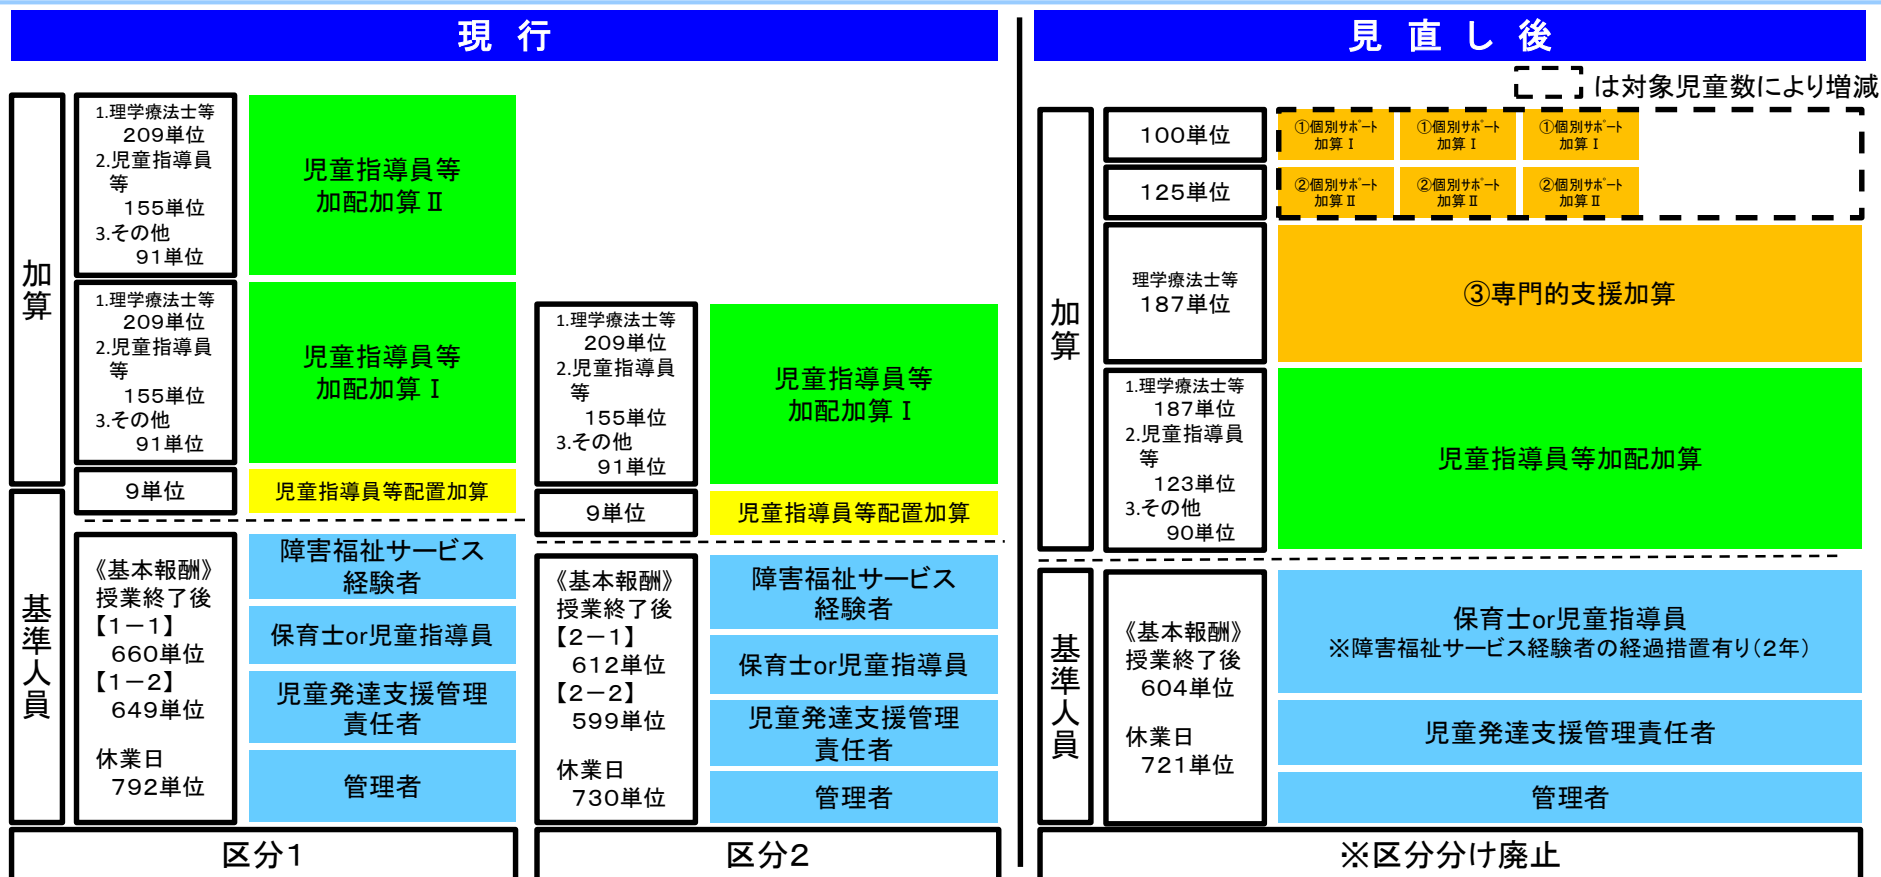 現 行
加算
1.理学療法士等
209単位
2.児童指導員
等
155単位
3.その他
91単位
児童指導員等
加配加算Ⅱ
1.理学療法士等
209単位
2.児童指導員
等
155単位
3.その他
91単位
児童指導員等
加配加算Ⅰ
9単位
児童指導員等配置加算
基準人員
《基本報酬》
授業終了後
【1－1】
660単位
【1－2】
649単位
休業日
792単位
障害福祉サービス
経験者
保育士or児童指導員
児童発達支援管理
責任者
管理者
区分1
1.理学療法士等
209単位
2.児童指導員
等
155単位
3.その他
91単位
児童指導員等
加配加算Ⅰ
9単位
児童指導員等配置加算
《基本報酬》
授業終了後
【2－1】
612単位
【2－2】
599単位
休業日
730単位
障害福祉サービス
経験者
保育士or児童指導員
児童発達支援管理
責任者
管理者
区分2
見 直 し 後
は対象児童数により増減
加算
100単位
①個別サポート
加算Ⅰ
①個別サポート
加算Ⅰ
①個別サポート
加算Ⅰ
125単位
②個別サポート
加算Ⅱ
②個別サポート
加算Ⅱ
②個別サポート
加算Ⅱ
理学療法士等
187単位
③専門的支援加算
1.理学療法士等
187単位
2.児童指導員
等
123単位
3.その他
90単位
児童指導員等加配加算
基準人員
《基本報酬》
授業終了後
604単位
休業日
721単位
保育士or児童指導員
※障害福祉サービス経験者の経過措置有り（2年）
児童発達支援管理責任者
管理者
※区分分け廃止